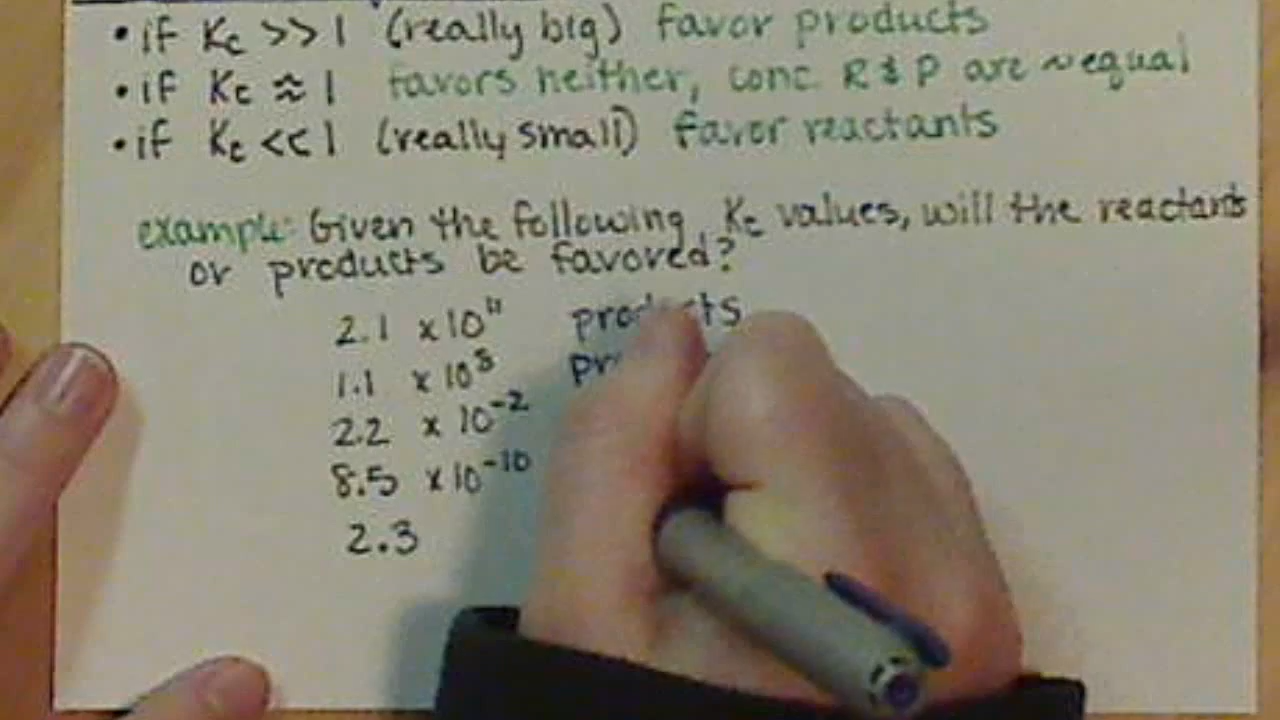 • if Kc >> 1 (really big) favor products
• if Kc ≈ 1 favors neither, conc R & P are ≈ equal
• if Kc << 1 (really small) favor reactants
example: Given the following Kc values, will the reactants
or products be favored?
2.1 x 10¹¹ products
1.1 x 10⁸
2.2 x 10⁻²
8.5 x 10⁻¹⁰
2.3